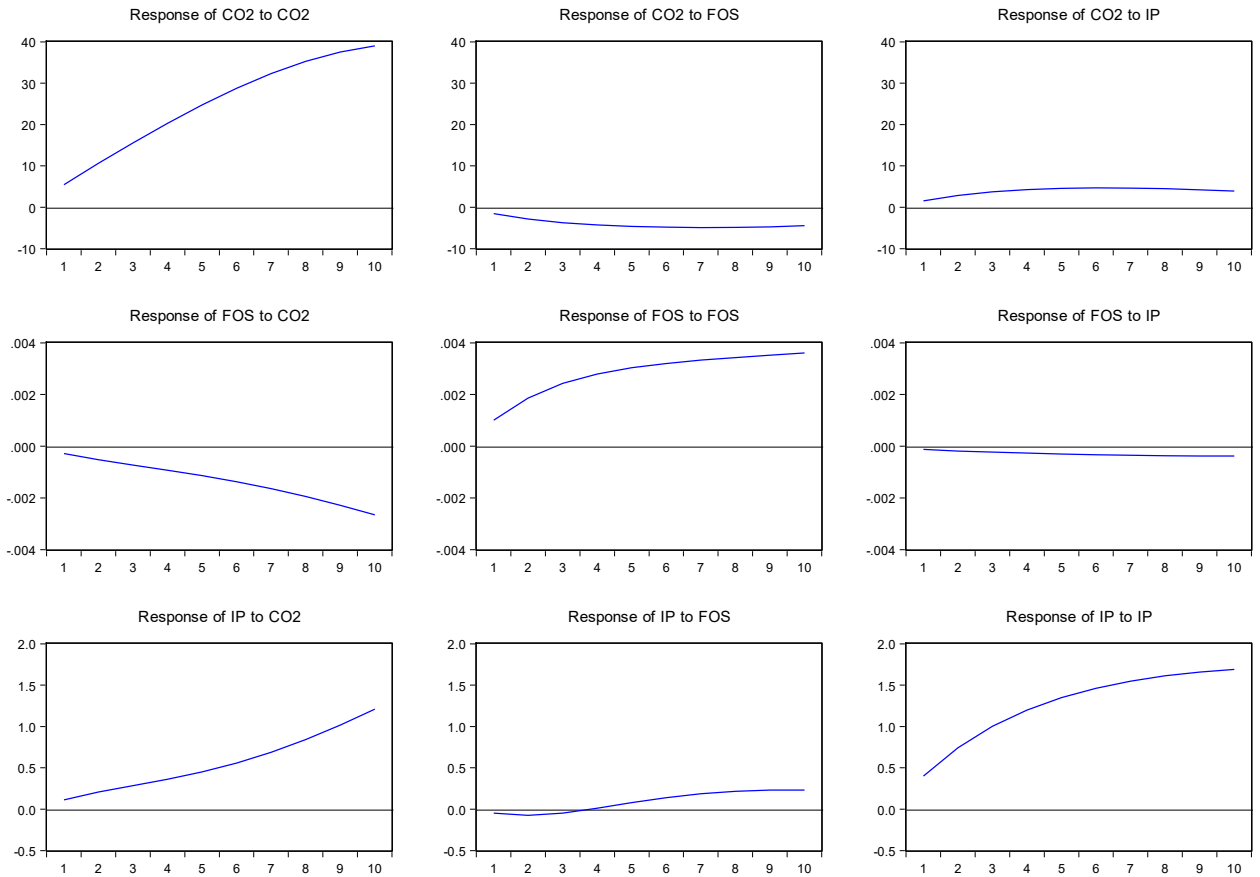 Response of CO2 to CO2
Response of CO2 to FOS
Response of CO2 to IP
40
30
20
10
0
-10
1 2 3 4 5 6 7 8 9 10
40
30
20
10
0
-10
1 2 3 4 5 6 7 8 9 10
40
30
20
10
0
-10
1 2 3 4 5 6 7 8 9 10
Response of FOS to CO2
Response of FOS to FOS
Response of FOS to IP
.004
.002
.000
-.002
-.004
1 2 3 4 5 6 7 8 9 10
.004
.002
.000
-.002
-.004
1 2 3 4 5 6 7 8 9 10
.004
.002
.000
-.002
-.004
1 2 3 4 5 6 7 8 9 10
Response of IP to CO2
Response of IP to FOS
Response of IP to IP
2.0
1.5
1.0
0.5
0.0
-0.5
1 2 3 4 5 6 7 8 9 10
2.0
1.5
1.0
0.5
0.0
-0.5
1 2 3 4 5 6 7 8 9 10
2.0
1.5
1.0
0.5
0.0
-0.5
1 2 3 4 5 6 7 8 9 10